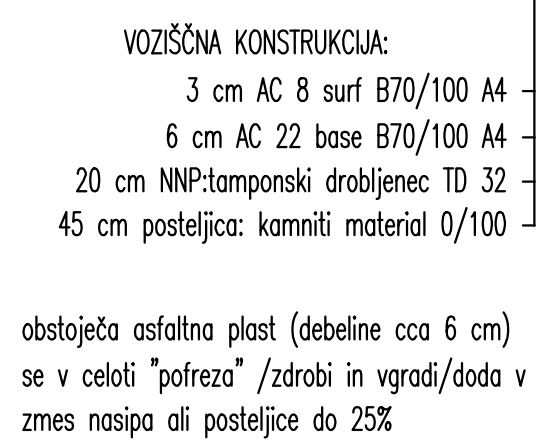 VOZIŠČNA KONSTRUKCIJA:
3 cm AC 8 surf B70/100 A4
6 cm AC 22 base B70/100 A4
20 cm NNP:tamponski drobljenec TD 32
45 cm posteljica: kamniti material 0/100
obstoječa asfaltna plast (debeline cca 6 cm)
se v celoti "pofreza" /zdrobi in vgradi/doda v
zmes nasipa ali posteljice do 25%